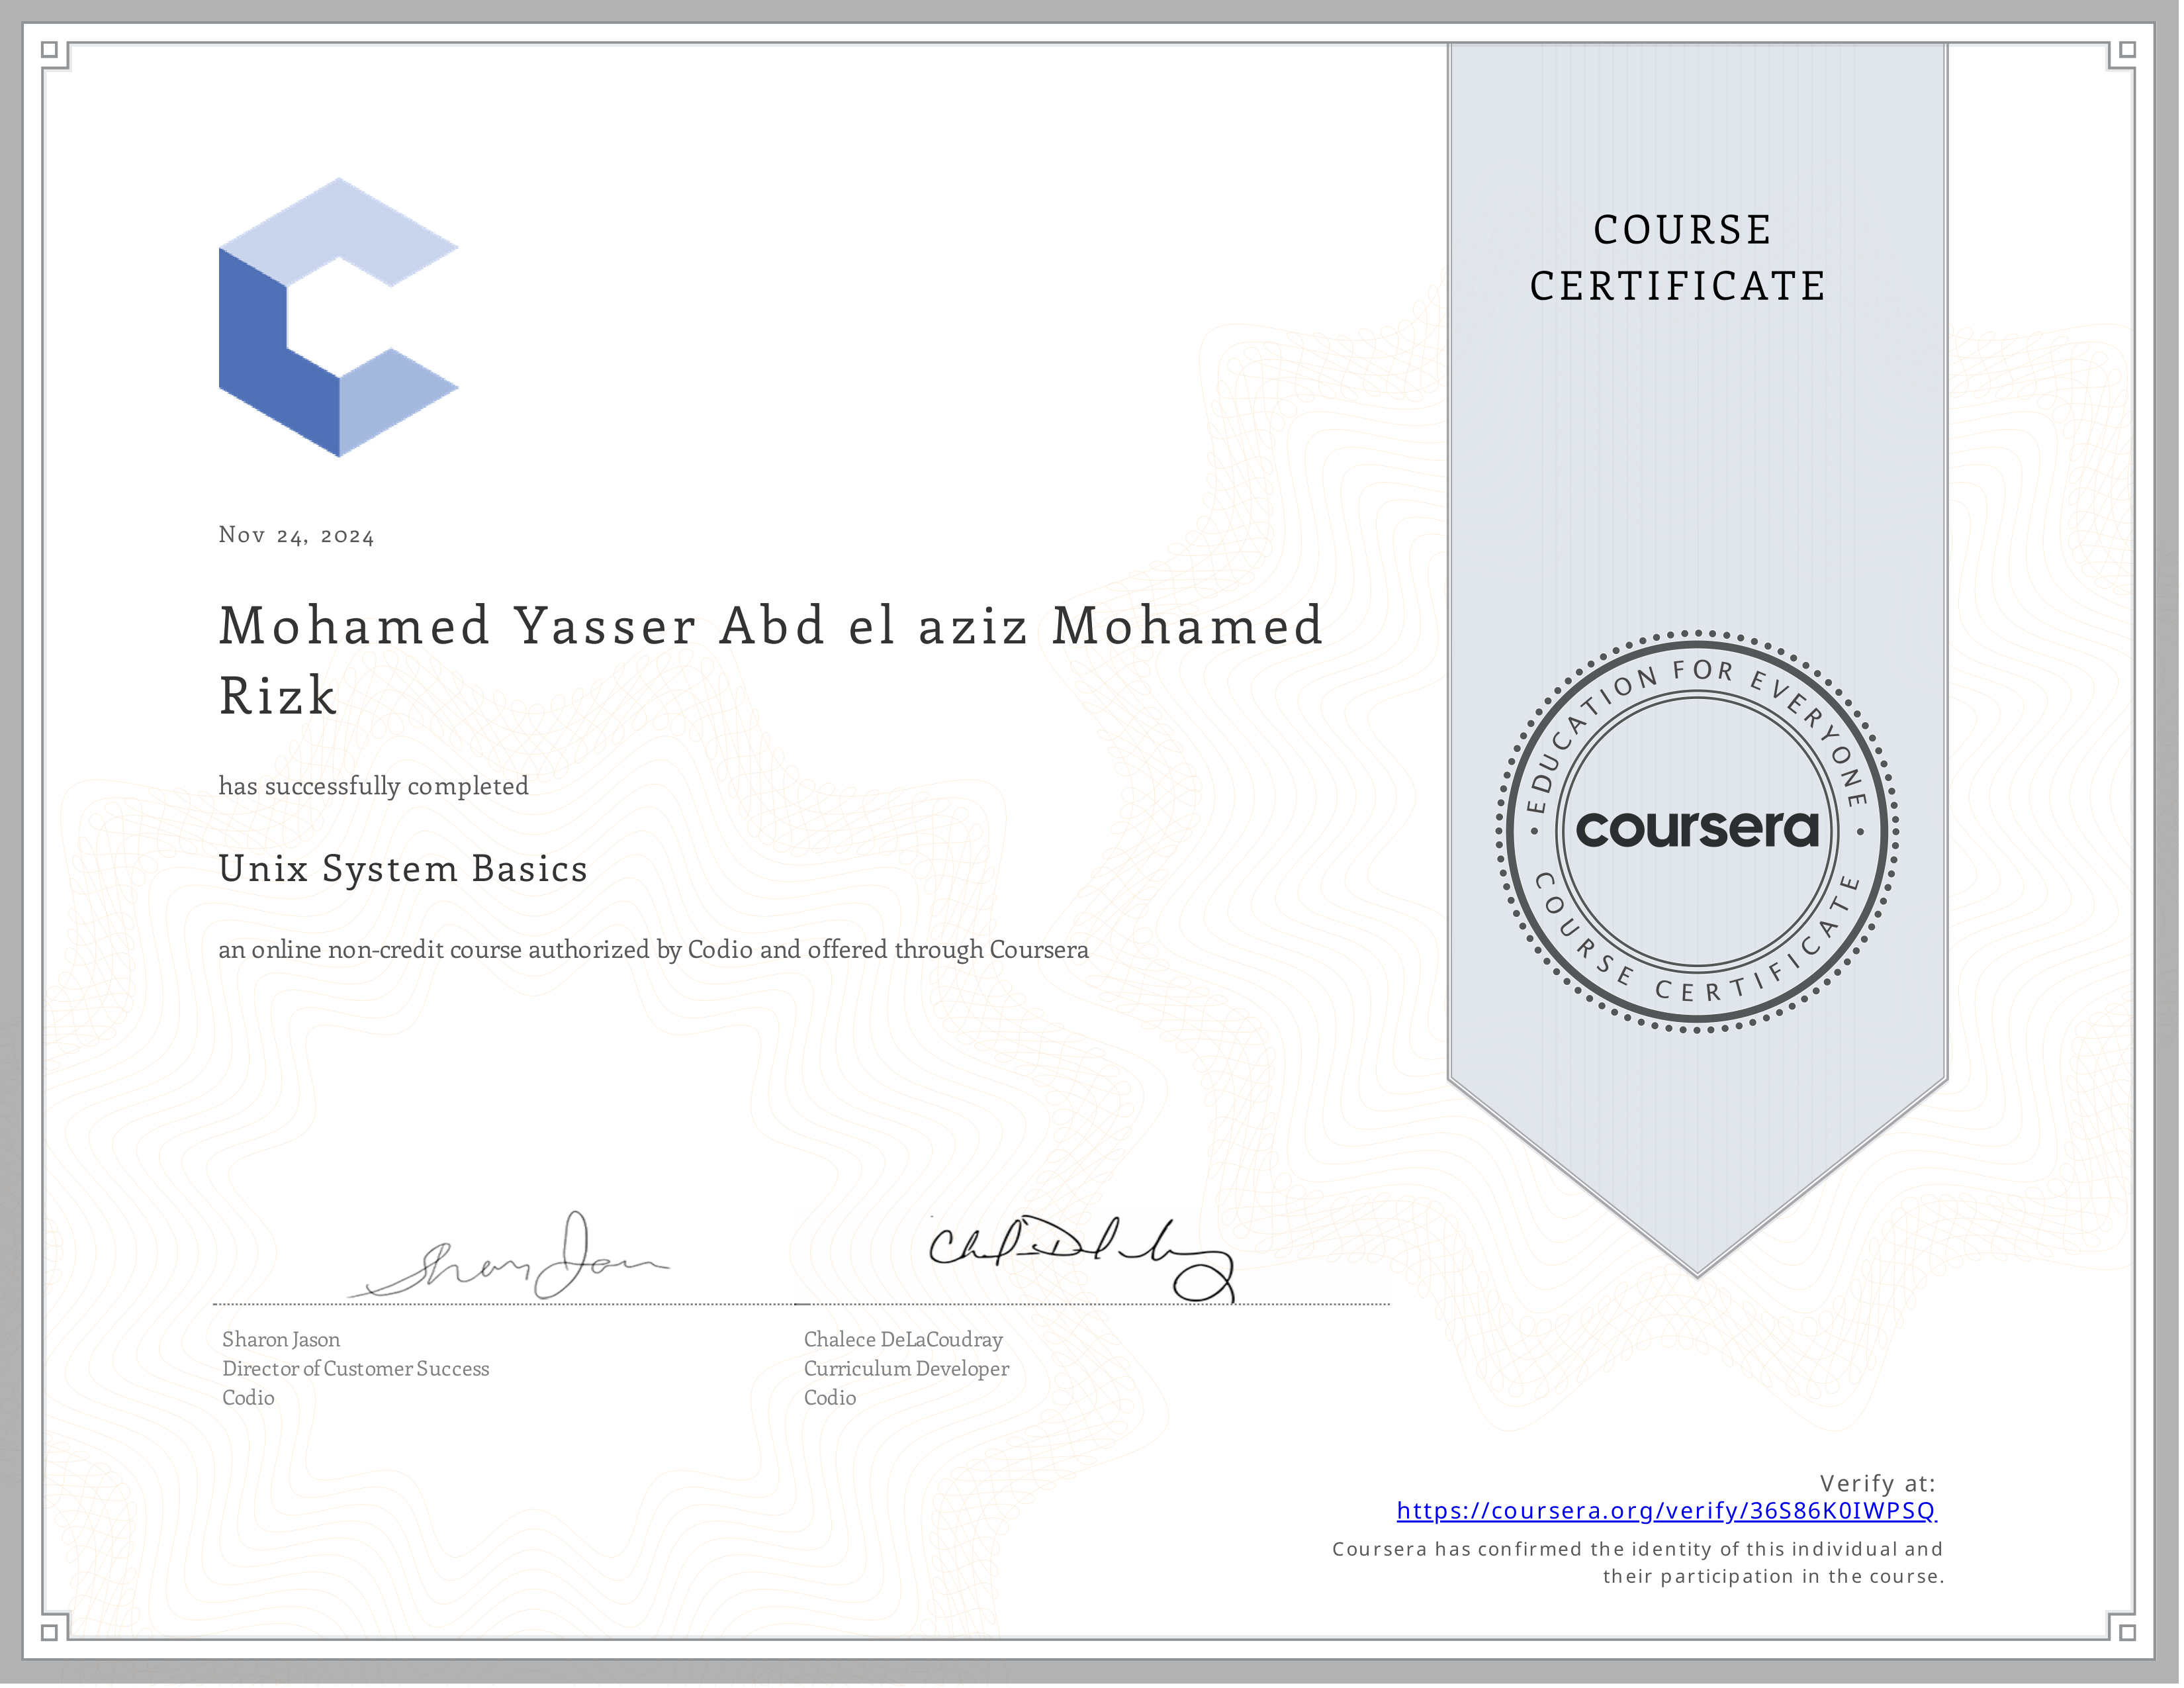 COURSE
CERTIFICATE
Nov 24, 2024
Mohamed Yasser Abd el aziz Mohamed
Rizk
has successfully completed
Unix System Basics
an online non-credit course authorized by Codio and offered through Coursera
EDUCATION FOR EVERYONE
coursera
COURSE CERTIFICATE
Sharon Jason
Director of Customer Success
Codio
Chalece DeLaCoudray
Curriculum Developer
Codio
Verify at:
https://coursera.org/verify/36S86K0IWPSQ
Coursera has confirmed the identity of this individual and
their participation in the course.